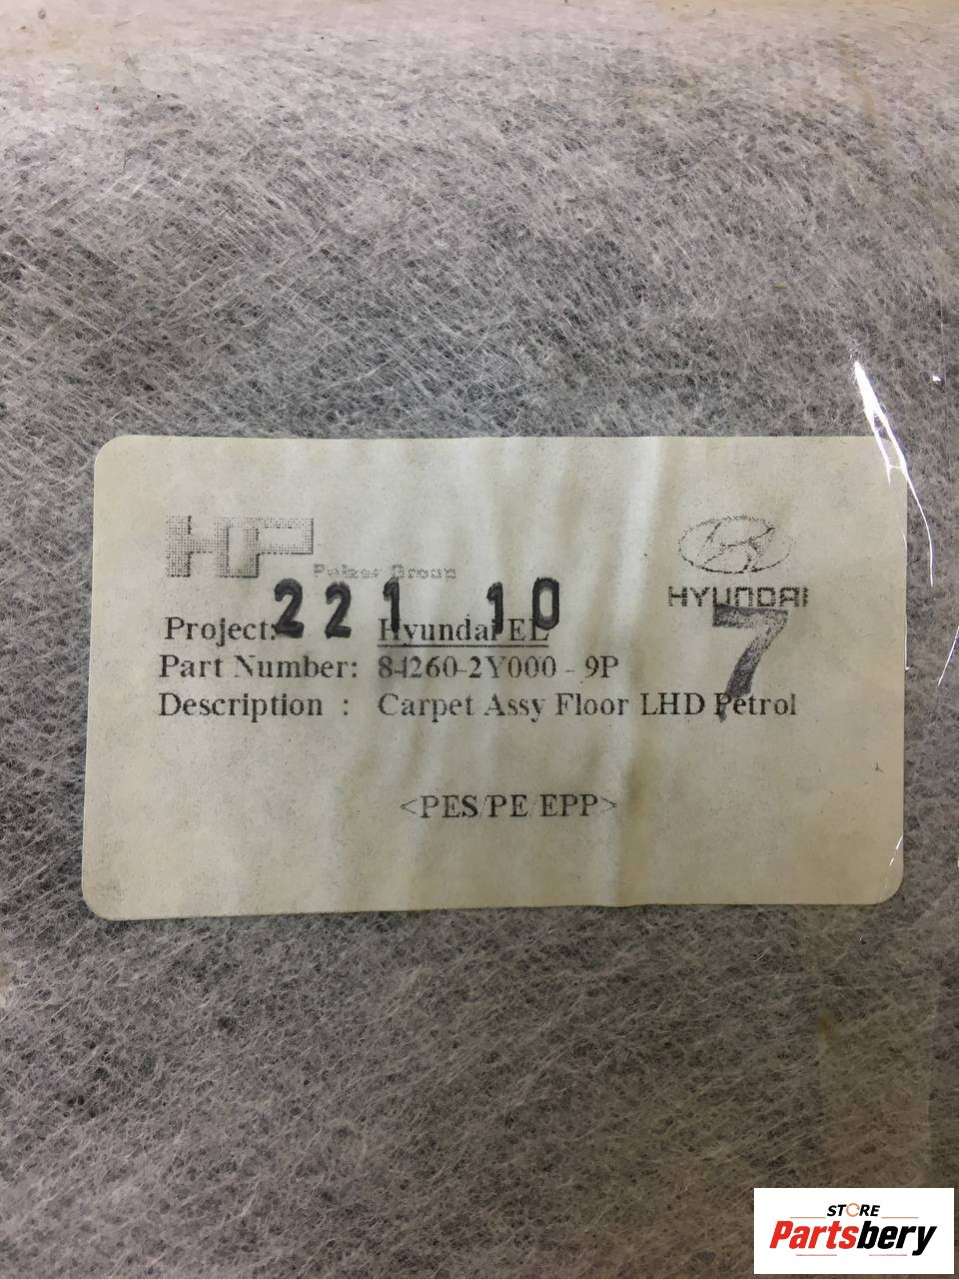 HP
Group
HYUNDAI
221 10
7
Project: Hyundai EL
Part Number: 84260-2Y000 - 9P
Description : Carpet Assy Floor LHD Petrol
<PES/PE/EPP>
STORE
Partsbery